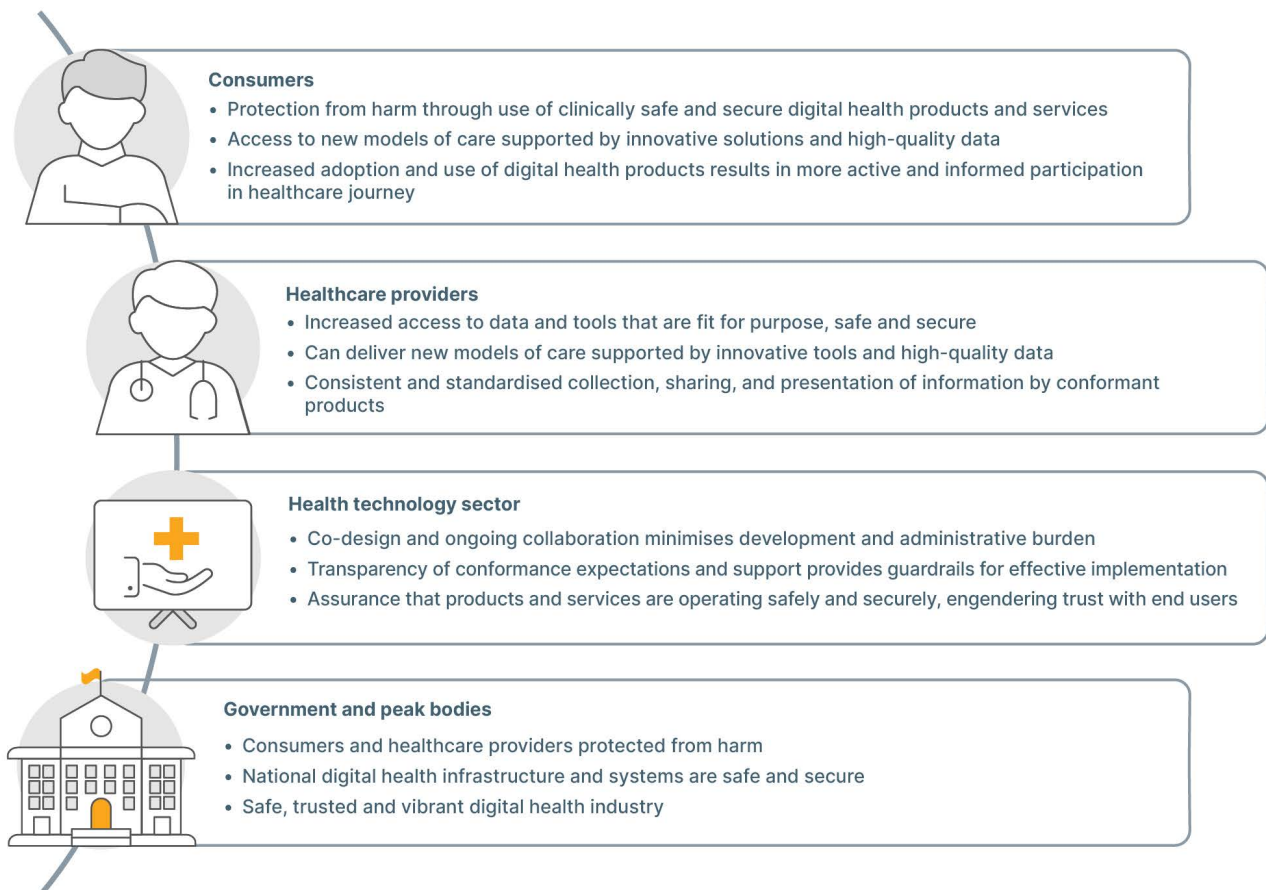 Consumers
• Protection from harm through use of clinically safe and secure digital health products and services
• Access to new models of care supported by innovative solutions and high-quality data
• Increased adoption and use of digital health products results in more active and informed participation
in healthcare journey
Healthcare providers
• Increased access to data and tools that are fit for purpose, safe and secure
• Can deliver new models of care supported by innovative tools and high-quality data
• Consistent and standardised collection, sharing, and presentation of information by conformant
products
Health technology sector
• Co-design and ongoing collaboration minimises development and administrative burden
• Transparency of conformance expectations and support provides guardrails for effective implementation
• Assurance that products and services are operating safely and securely, engendering trust with end users
Government and peak bodies
• Consumers and healthcare providers protected from harm
• National digital health infrastructure and systems are safe and secure
• Safe, trusted and vibrant digital health industry